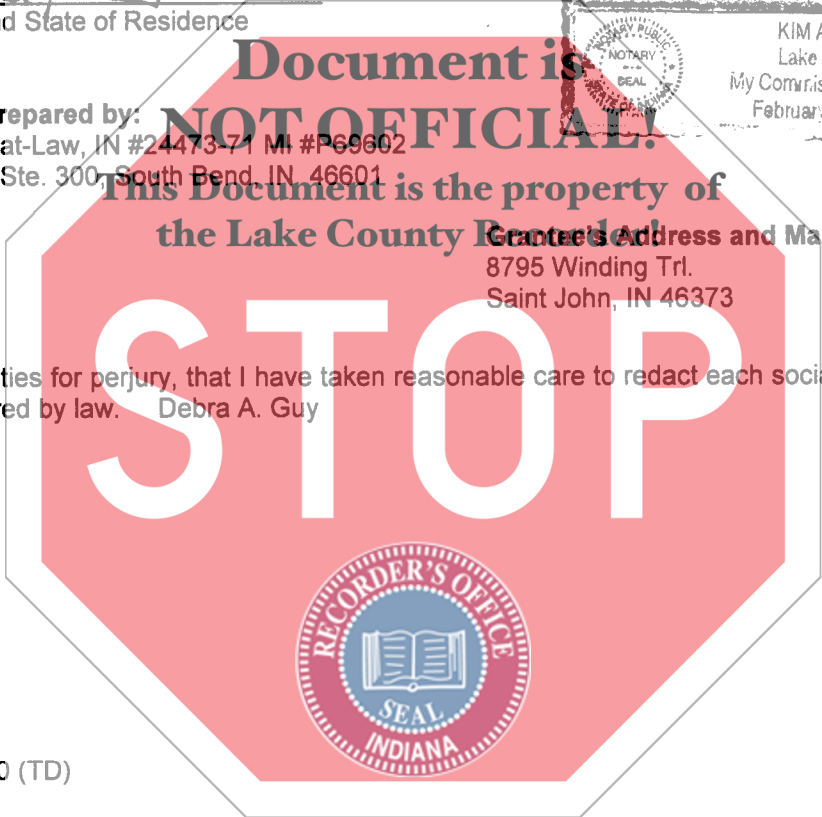 d State of Residence
KIM A
NOTARY PUBLIC
NOTARY
SEAL
Lake
My Commis
February
Document is
repared by:
NOT OFFICIAL!
at-Law, IN #24473-71 MI #P69602
Ste. 300, South Bend, IN 46601
This Document is the property of
the Lake County Recorder!
Grantee's Address and Ma
8795 Winding Trl.
Saint John, IN 46373
STOP
ties for perjury, that I have taken reasonable care to redact each socia
ed by law. Debra A. Guy
RECORDER'S OFFICE
SEAL
INDIANA
0 (TD)